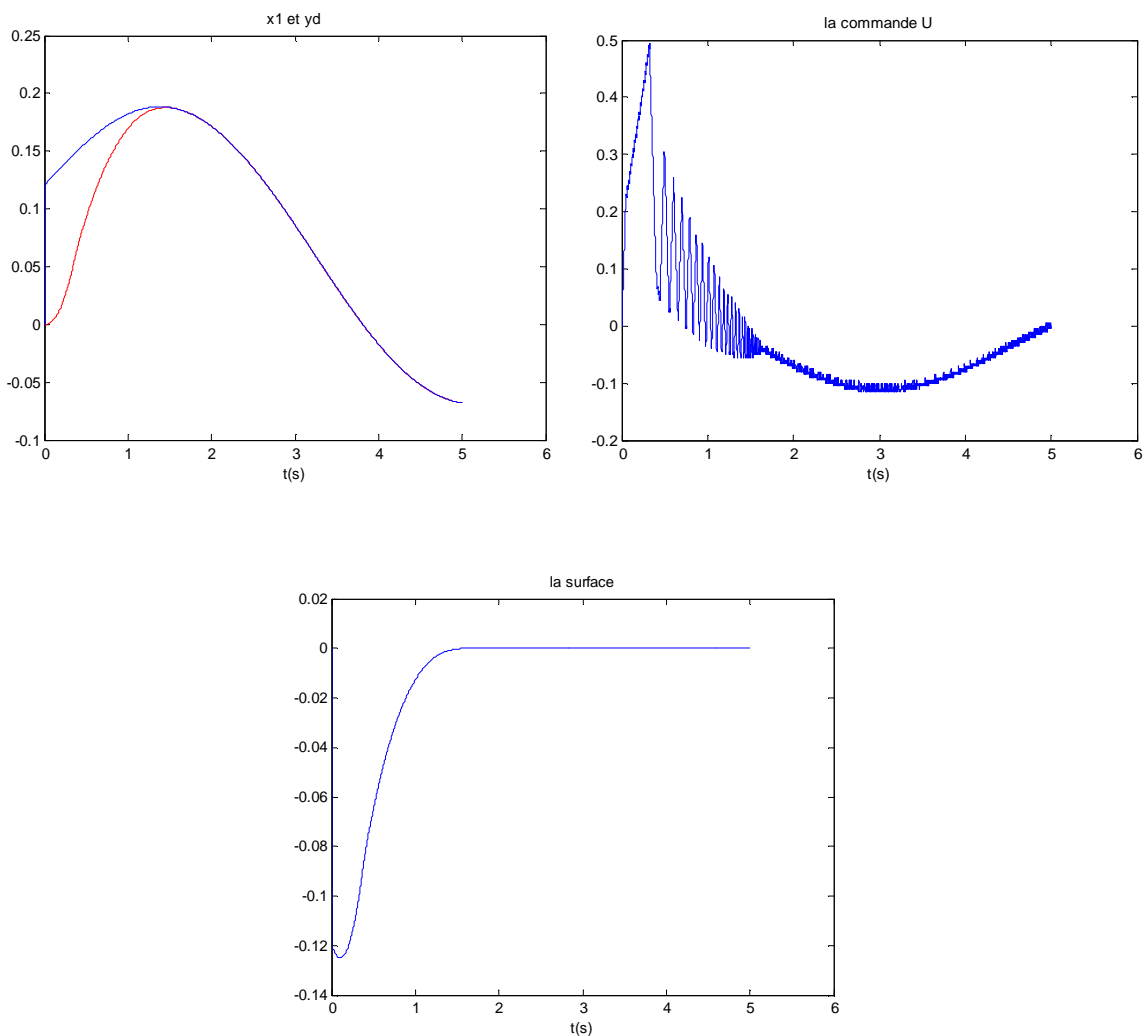 x1 et yd
0.25
0.2
0.15
0.1
0.05
0
-0.05
-0.1
0 1 2 3 4 5 6
t(s)
la commande U
0.5
0.4
0.3
0.2
0.1
0
-0.1
-0.2
0 1 2 3 4 5 6
t(s)
la surface
0.02
0
-0.02
-0.04
-0.06
-0.08
-0.1
-0.12
-0.14
0 1 2 3 4 5 6
t(s)